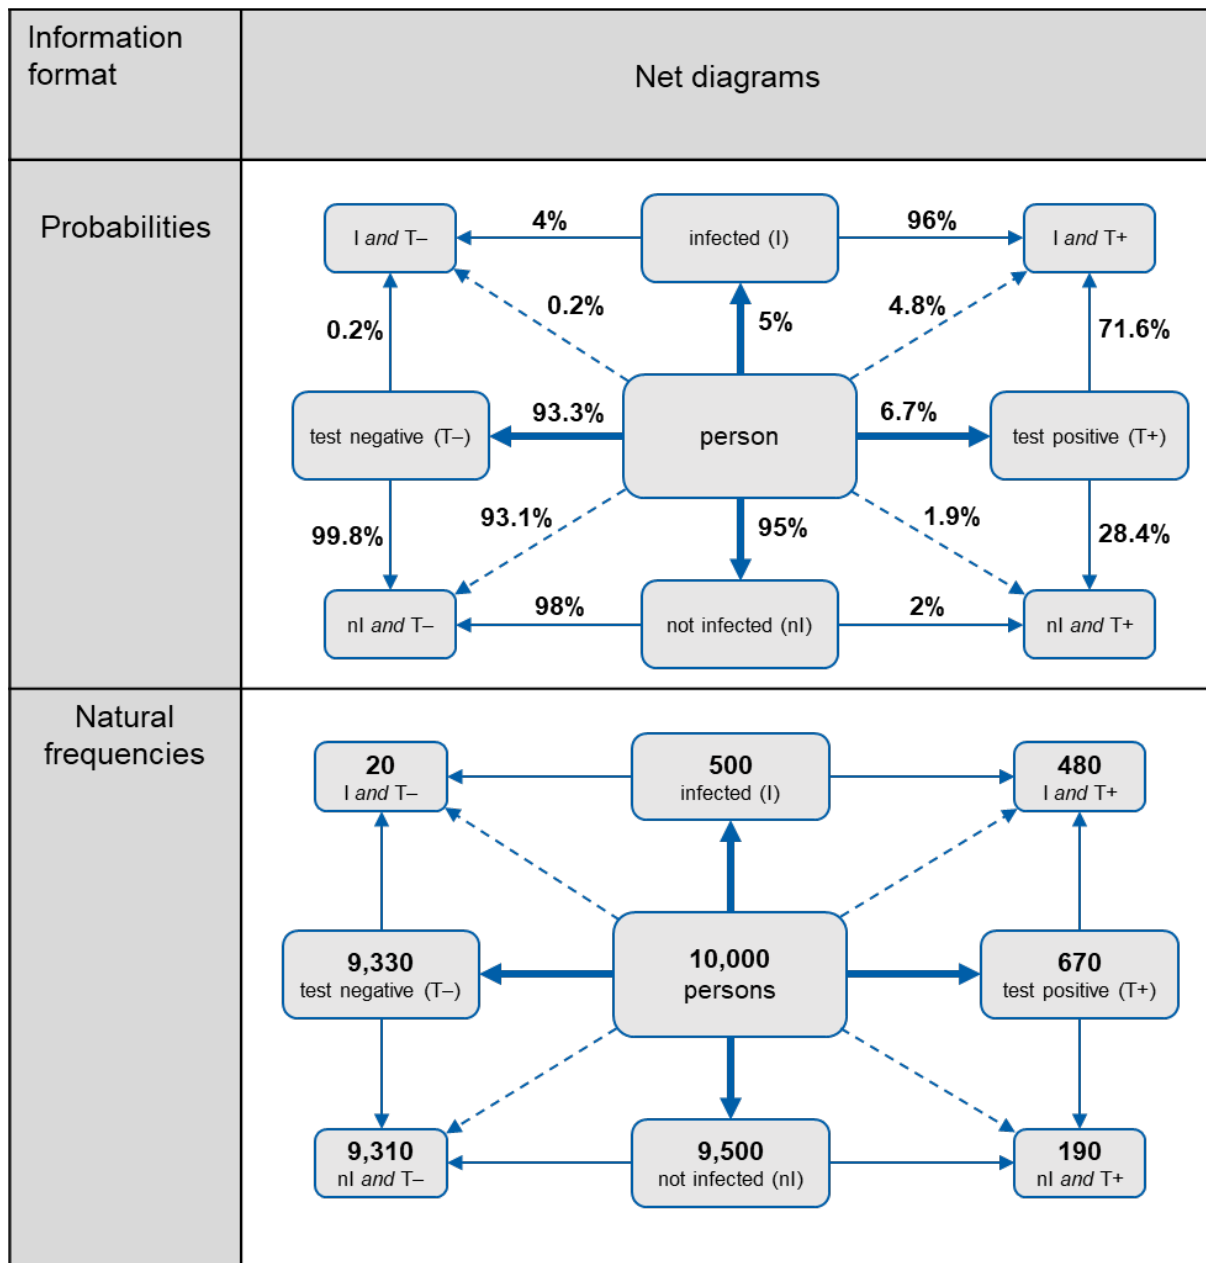 Information
format
Net diagrams
Probabilities
I and T–
4%
infected (I)
96%
I and T+
0.2%
0.2%
5%
4.8%
71.6%
test negative (T–)
93.3%
person
6.7%
test positive (T+)
99.8%
93.1%
95%
1.9%
28.4%
nI and T–
98%
not infected (nI)
2%
nI and T+
Natural
frequencies
20
I and T–
500
infected (I)
480
I and T+
9,330
test negative (T–)
10,000
persons
670
test positive (T+)
9,310
nI and T–
9,500
not infected (nI)
190
nI and T+